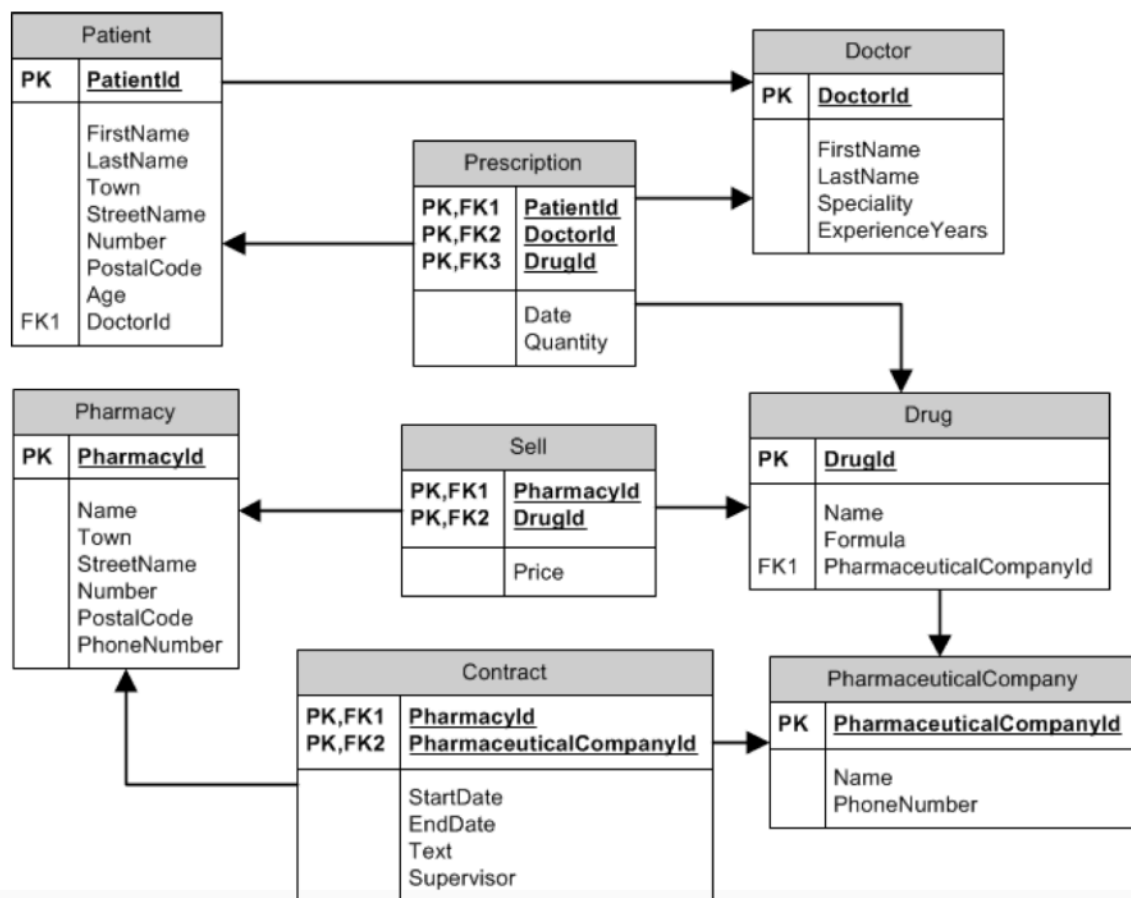 Patient
PK PatientId
FirstName
LastName
Town
StreetName
Number
PostalCode
Age
FK1 DoctorId
Doctor
PK DoctorId
FirstName
LastName
Speciality
ExperienceYears
Prescription
PK,FK1 PatientId
PK,FK2 DoctorId
PK,FK3 DrugId
Date
Quantity
Pharmacy
PK PharmacyId
Name
Town
StreetName
Number
PostalCode
PhoneNumber
Sell
PK,FK1 PharmacyId
PK,FK2 DrugId
Price
Drug
PK DrugId
Name
Formula
FK1 PharmaceuticalCompanyId
Contract
PK,FK1 PharmacyId
PK,FK2 PharmaceuticalCompanyId
StartDate
EndDate
Text
Supervisor
PharmaceuticalCompany
PK PharmaceuticalCompanyId
Name
PhoneNumber